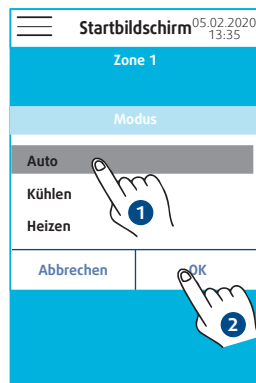 Startbildschirm 05.02.2020
13:35
Zone 1
Modus
Auto
Kühlen
1
Heizen
Abbrechen OK
2